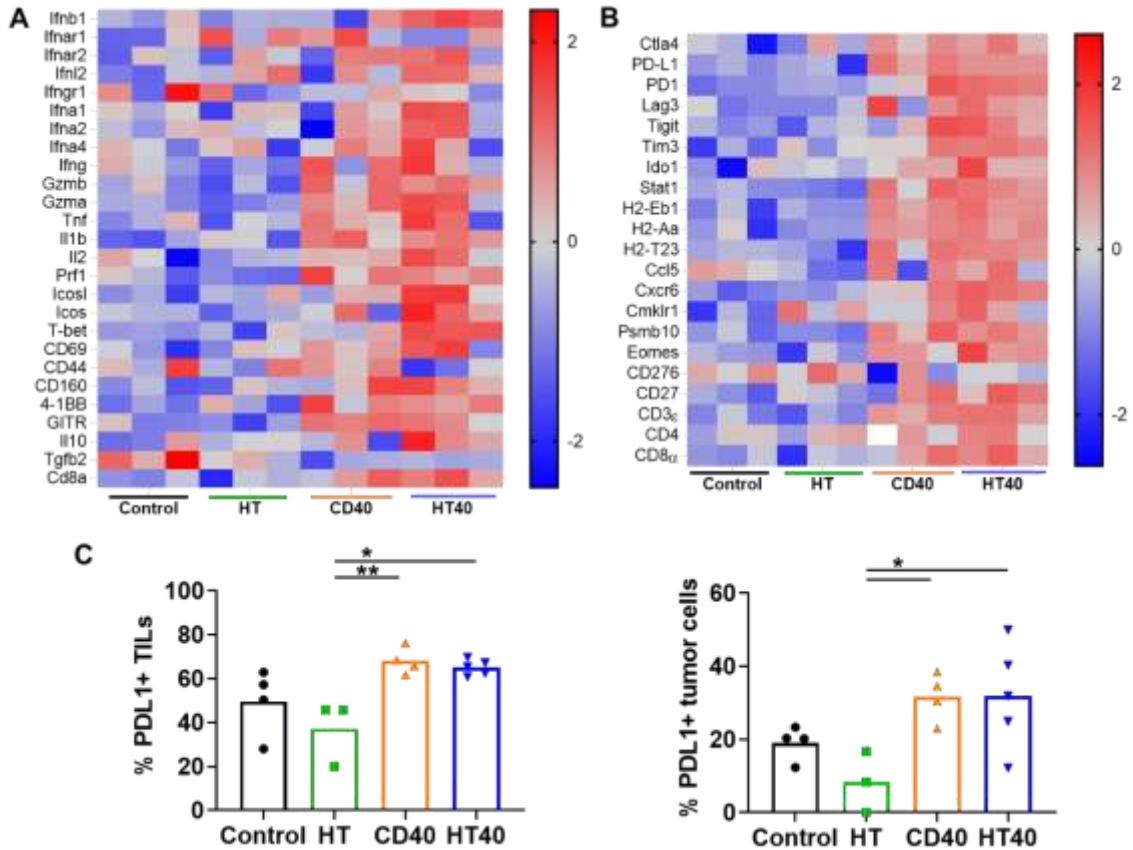 A
Ifnb1
Ifnar1
Ifnar2
Ifnl2
Ifngr1
Ifna1
Ifna2
Ifna4
Ifng
Gzmb
Gzma
Tnf
Il1b
Il2
Prf1
Icosl
Icos
T-bet
CD69
CD44
CD160
4-1BB
GITR
Il10
Tgfb2
Cd8a
Control HT CD40 HT40
2
0
-2
B
Ctla4
PD-L1
PD1
Lag3
Tigit
Tim3
Ido1
Stat1
H2-Eb1
H2-Aa
H2-T23
Ccl5
Cxcr6
Cmklr1
Psmb10
Eomes
CD276
CD27
CD3ε
CD4
CD8α
Control HT CD40 HT40
2
0
-2
C
% PDL1+ TILs
100
80
60
40
20
0
*
**
Control HT CD40 HT40
% PDL1+ tumor cells
60
40
20
0
*
Control HT CD40 HT40